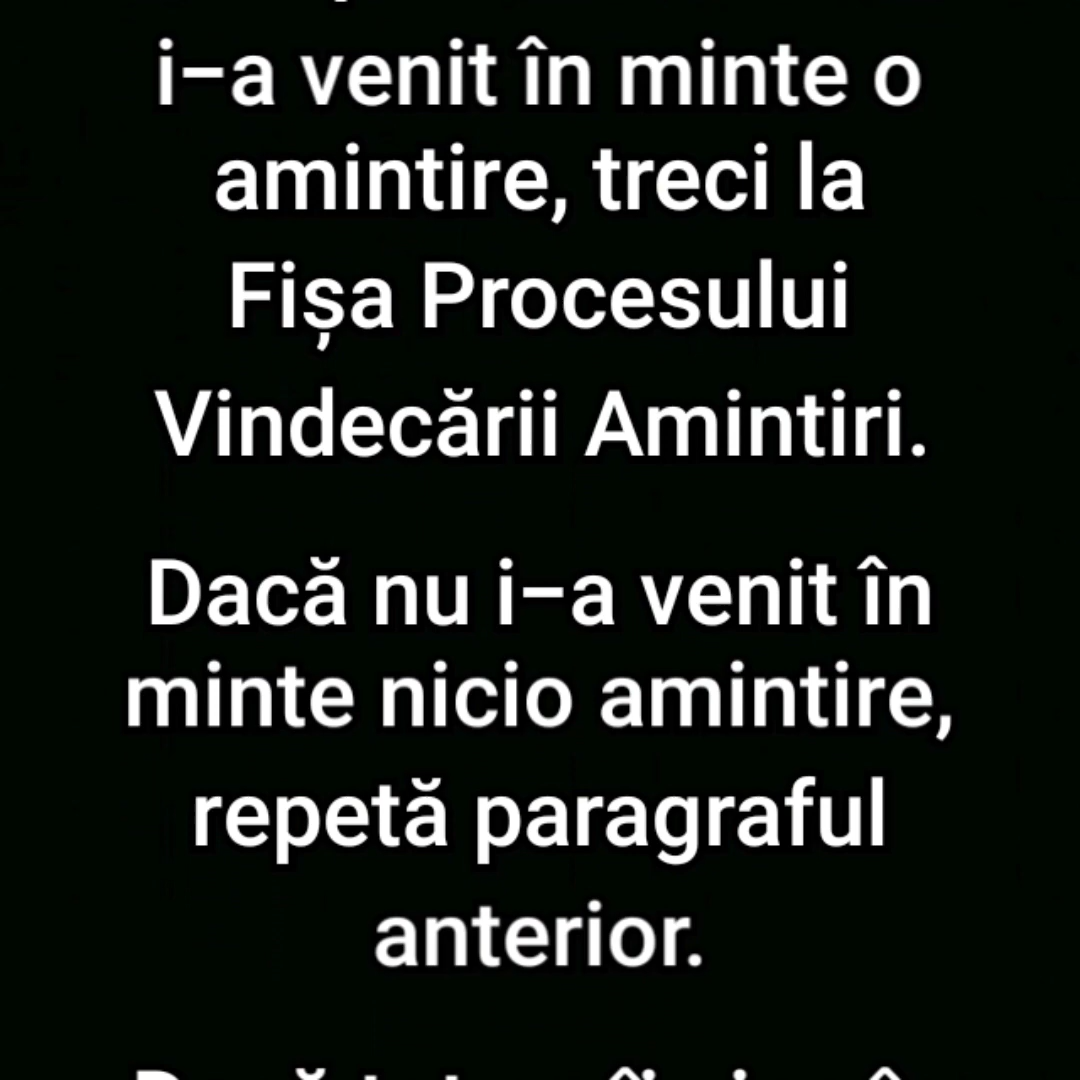 i-a venit în minte o
amintire, treci la
Fișa Procesului
Vindecării Amintiri.
Dacă nu i-a venit în
minte nicio amintire,
repetă paragraful
anterior.